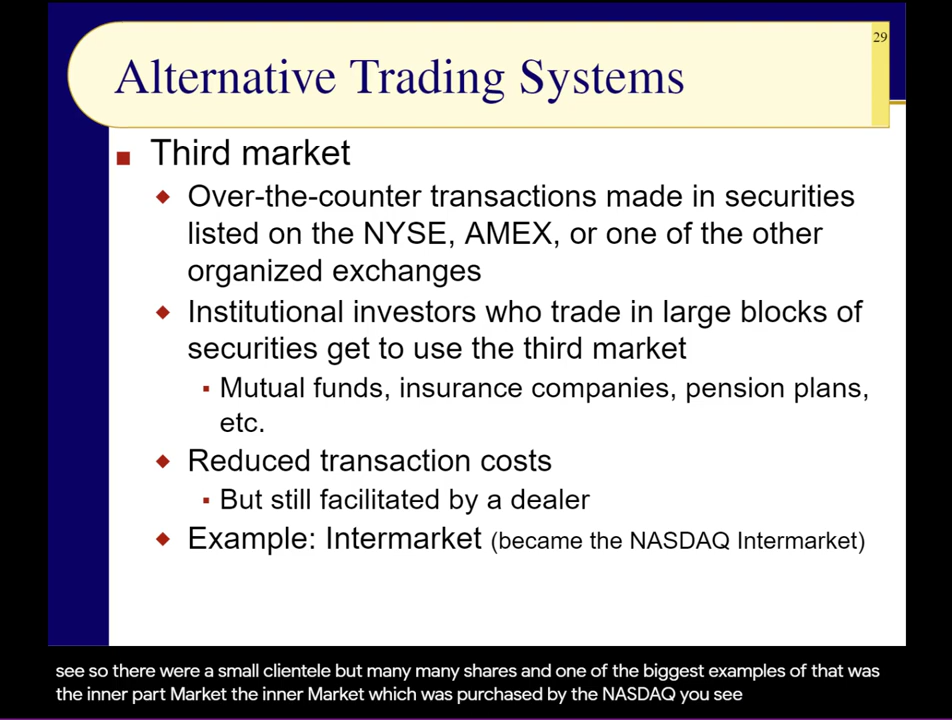 29
Alternative Trading Systems
Third market
Over-the-counter transactions made in securities
listed on the NYSE, AMEX, or one of the other
organized exchanges
Institutional investors who trade in large blocks of
securities get to use the third market
Mutual funds, insurance companies, pension plans,
etc.
Reduced transaction costs
But still facilitated by a dealer
Example: Intermarket (became the NASDAQ Intermarket)
see so there were a small clientele but many many shares and one of the biggest examples of that was
the inner part Market the inner Market which was purchased by the NASDAQ you see